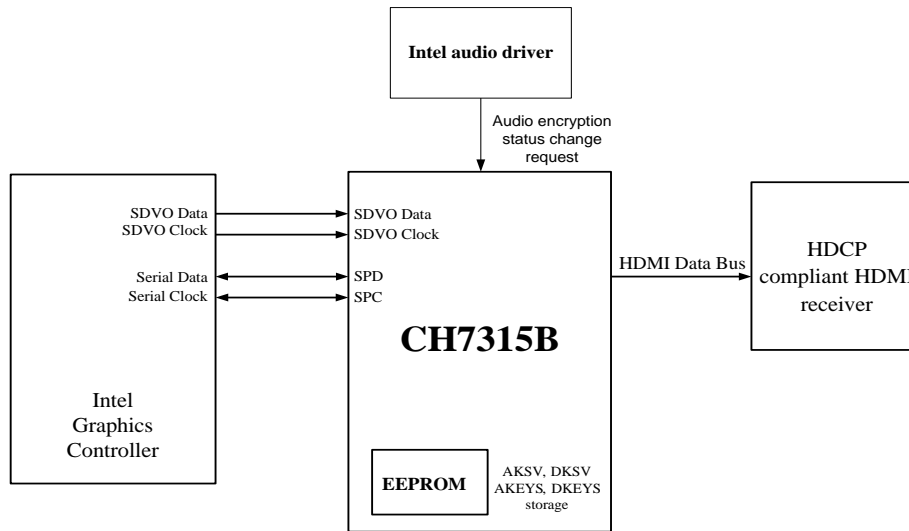 Intel audio driver
Audio encryption
status change
request
SDVO Data
SDVO Clock
Serial Data
Serial Clock
Intel
Graphics
Controller
SDVO Data
SDVO Clock
SPD
SPC
CH7315B
EEPROM
AKSV, DKSV
AKEYS, DKEYS
storage
HDMI Data Bus
HDCP
compliant HDMI
receiver